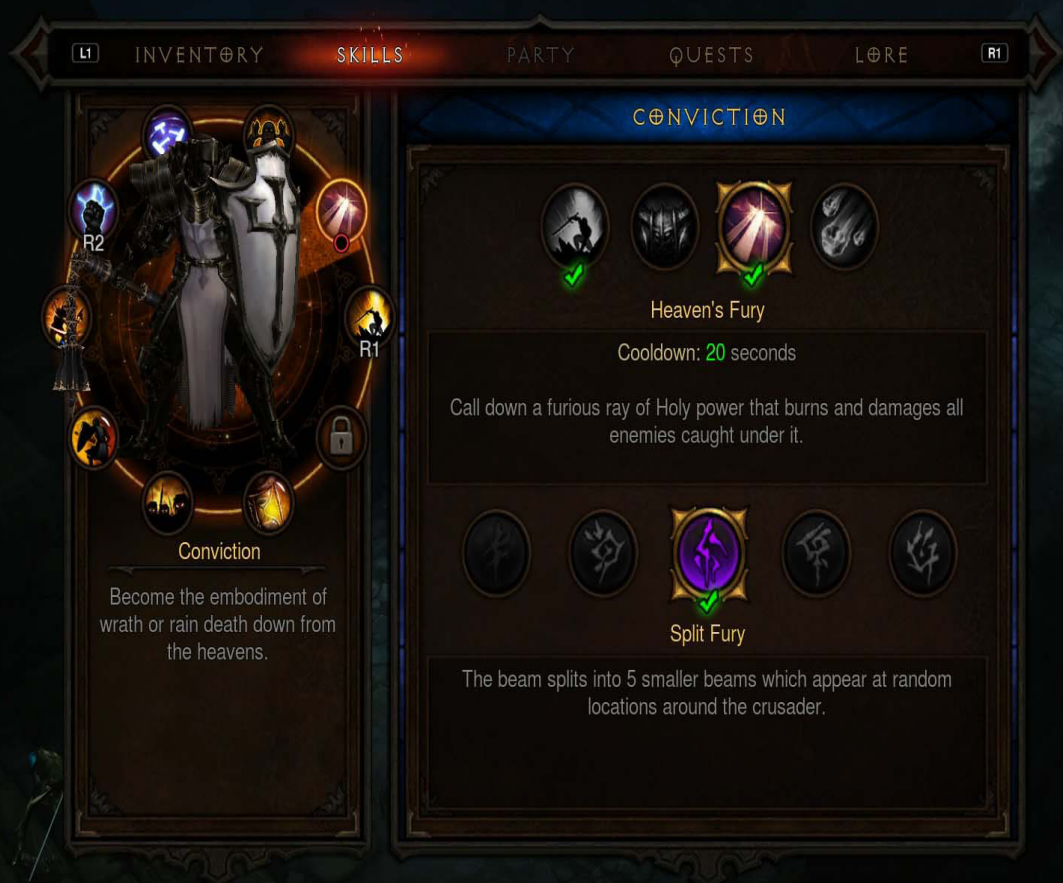 L1 INVENTORY SKILLS PARTY QUESTS LORE R1
CONVICTION
R2
R1
Conviction
Become the embodiment of
wrath or rain death down from
the heavens.
Heaven's Fury
Cooldown: 20 seconds
Call down a furious ray of Holy power that burns and damages all
enemies caught under it.
Split Fury
The beam splits into 5 smaller beams which appear at random
locations around the crusader.